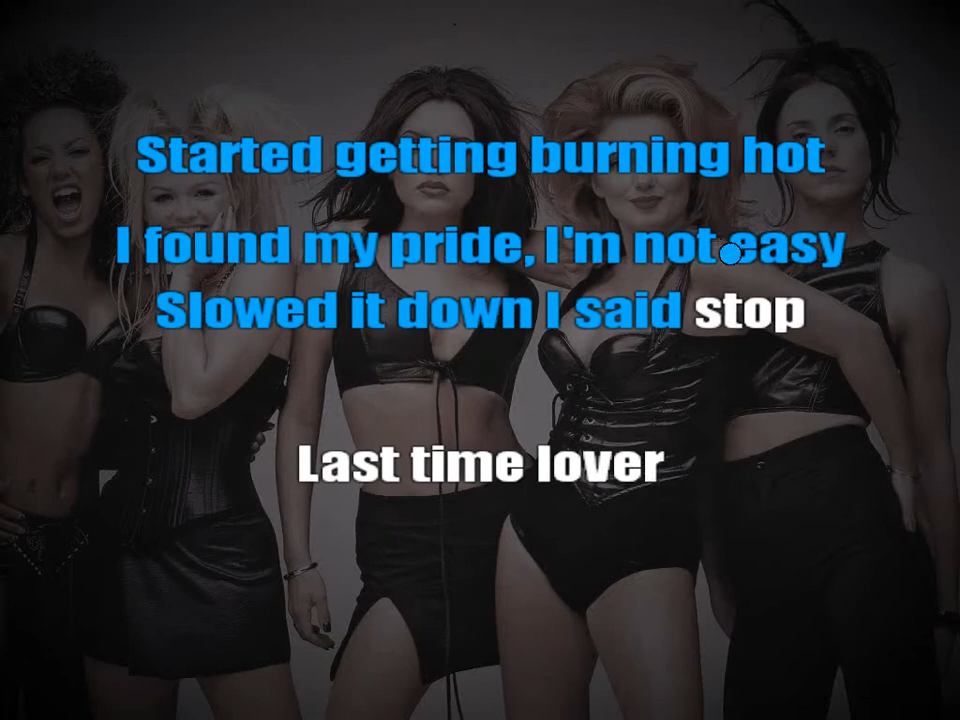 Started getting burning hot
I found my pride, I'm not easy
Slowed it down I said stop
Last time lover